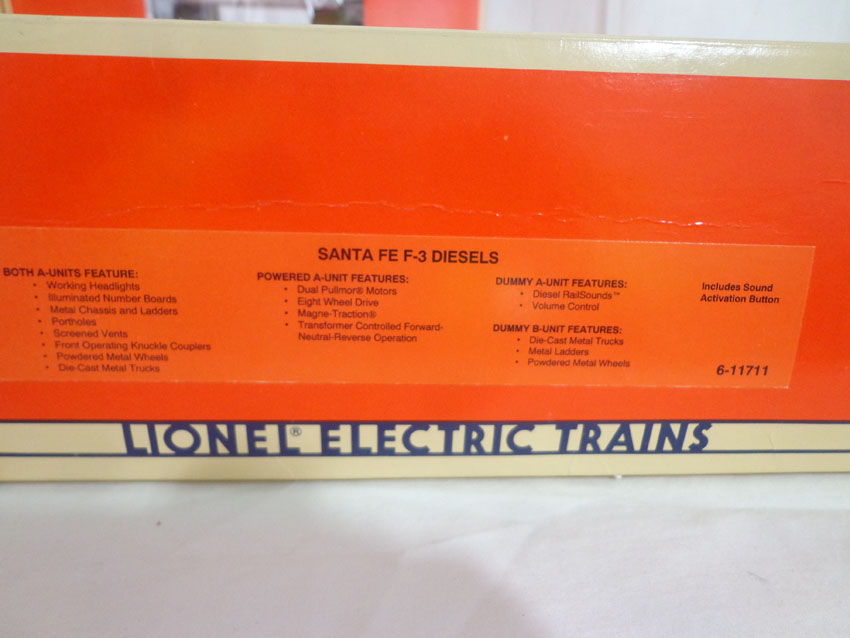 SANTA FE F-3 DIESELS
BOTH A-UNITS FEATURE:
• Working Headlights
• Illuminated Number Boards
• Metal Chassis and Ladders
• Portholes
• Screened Vents
• Front Operating Knuckle Couplers
• Powdered Metal Wheels
• Die-Cast Metal Trucks
POWERED A-UNIT FEATURES:
• Dual Pullmor® Motors
• Eight Wheel Drive
• Magne-Traction®
• Transformer Controlled Forward-
Neutral-Reverse Operation
DUMMY A-UNIT FEATURES:
• Diesel RailSounds™
• Volume Control
DUMMY B-UNIT FEATURES:
• Die-Cast Metal Trucks
• Metal Ladders
• Powdered Metal Wheels
Includes Sound
Activation Button
6-11711
LIONEL® ELECTRIC TRAINS